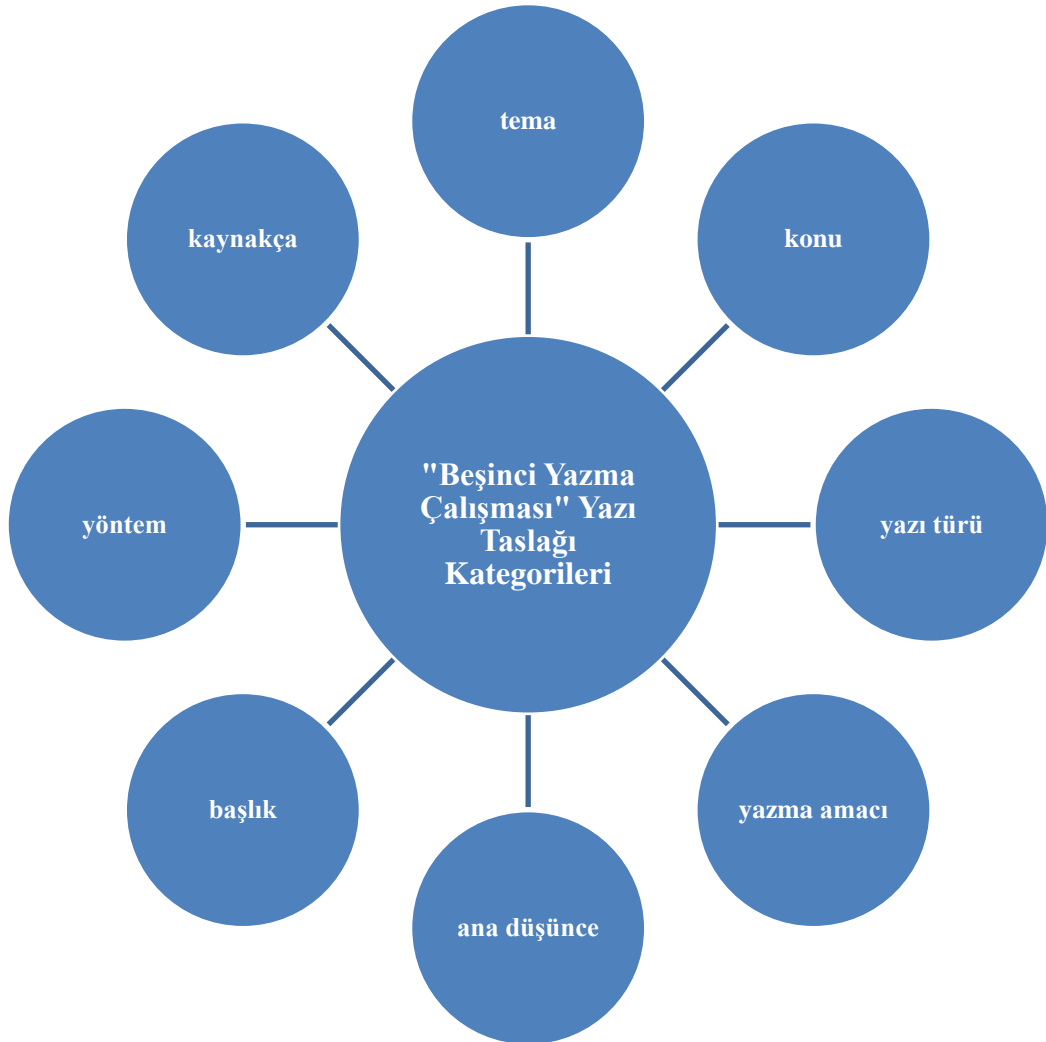 tema
kaynakça
konu
"Beşinci Yazma
Çalışması" Yazı
Taslağı
Kategorileri
yöntem
yazı türü
başlık
yazma amacı
ana düşünce